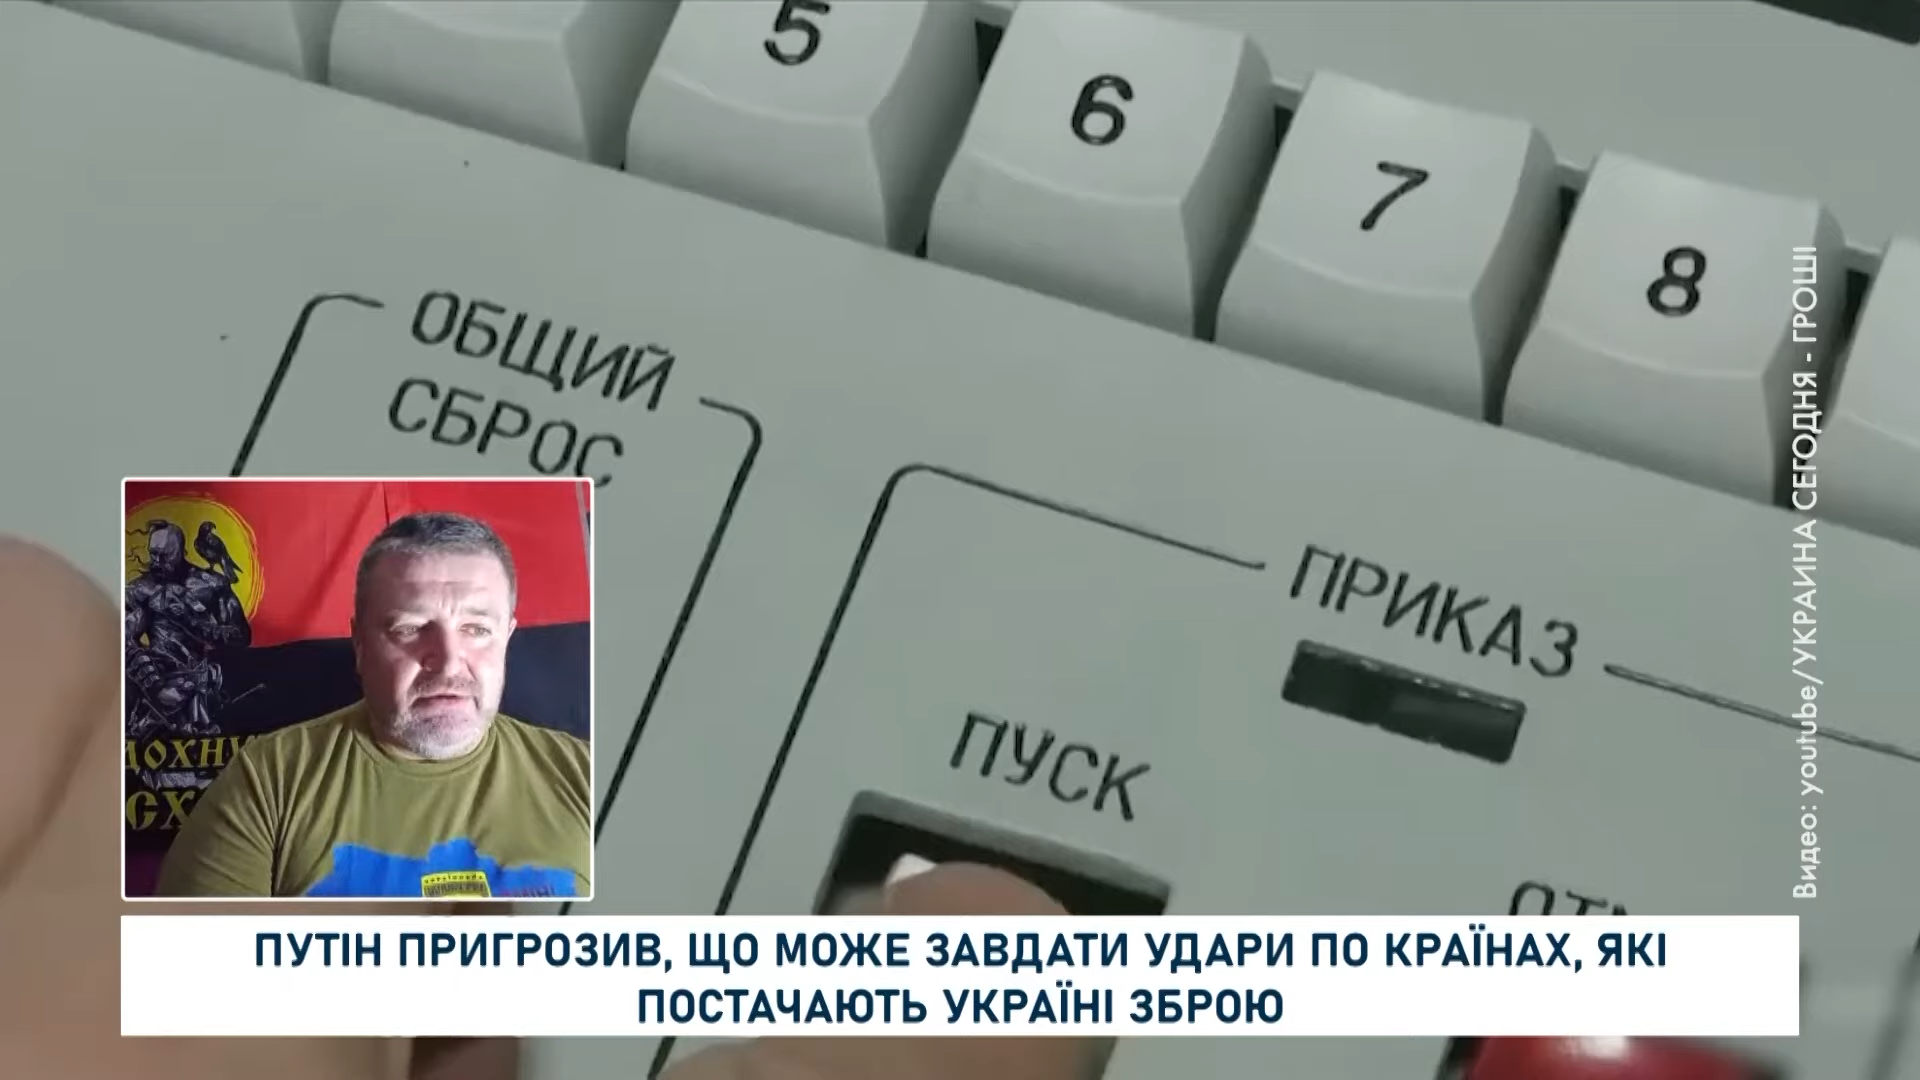 5
6
7
8
ОБЩИЙ
СБРОС
ПРИКАЗ
ПУСК
Видео: youtube/УКРАИНА СЕГОДНЯ - ГРОШІ
ПУТІН ПРИГРОЗИВ, ЩО МОЖЕ ЗАВДАТИ УДАРИ ПО КРАЇНАХ, ЯКІ
ПОСТАЧАЮТЬ УКРАЇНІ ЗБРОЮ